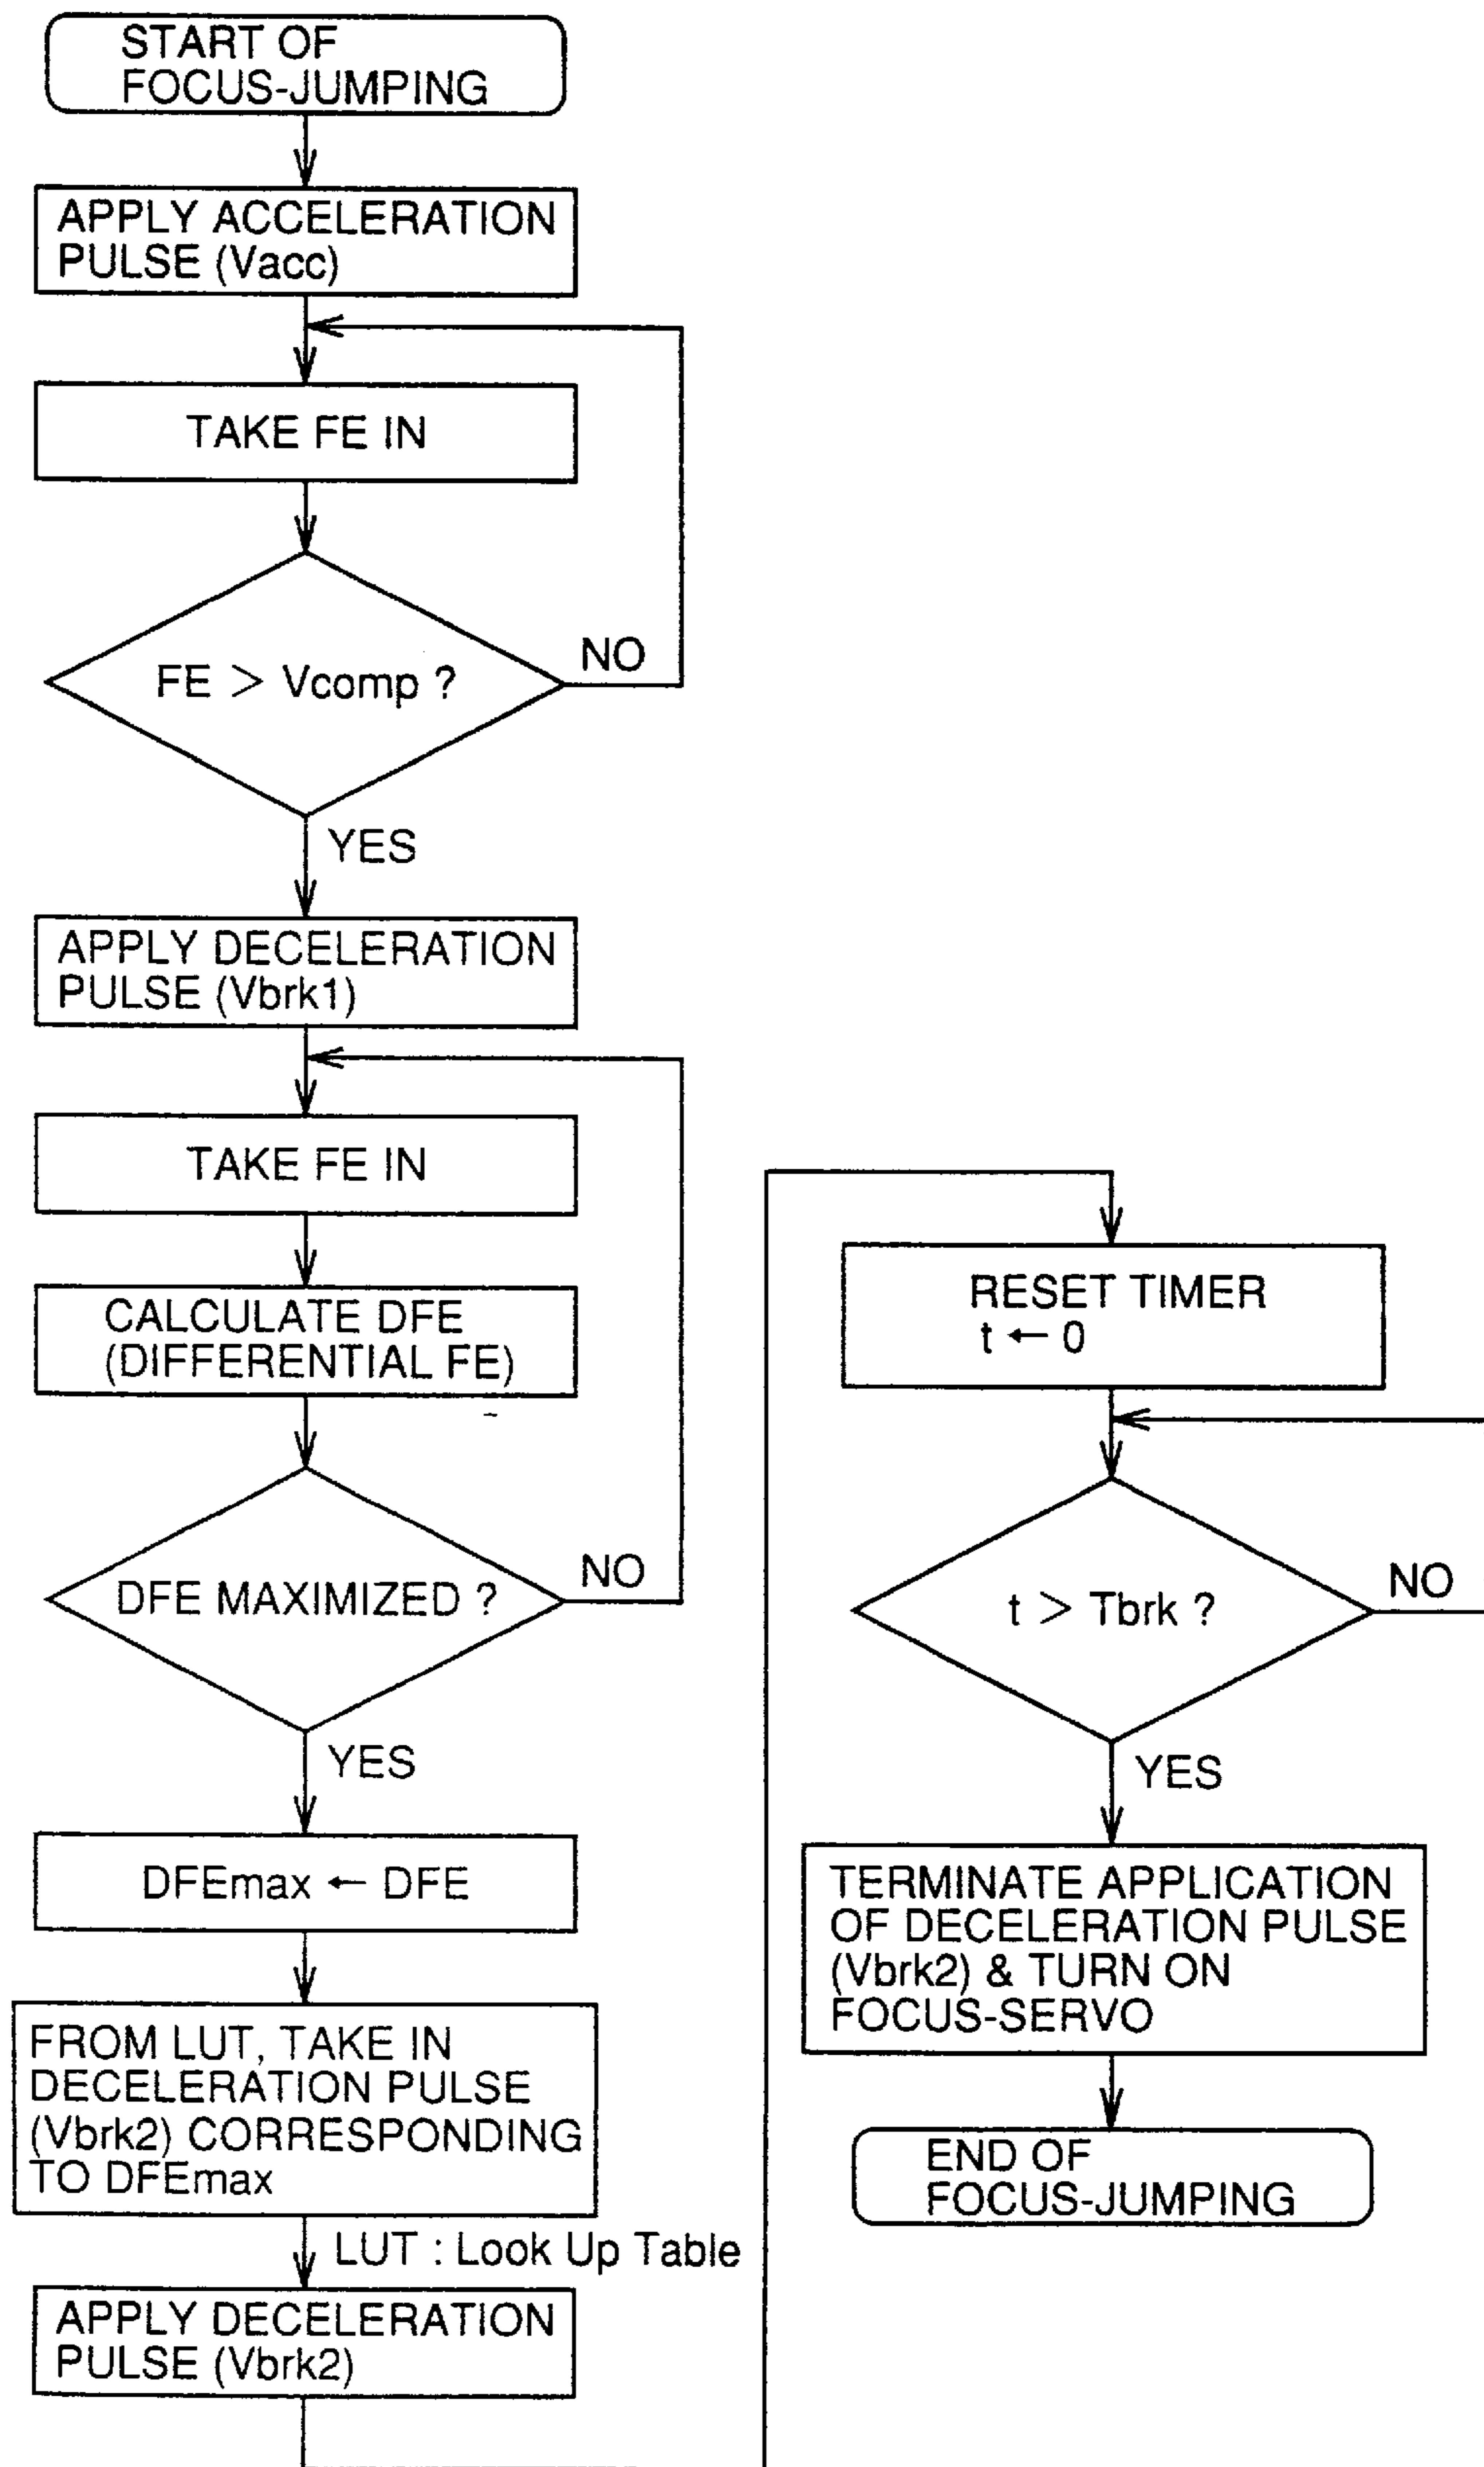 START OF
FOCUS-JUMPING
APPLY ACCELERATION
PULSE (Vacc)
TAKE FE IN
FE > Vcomp ?
NO
YES
APPLY DECELERATION
PULSE (Vbrk1)
TAKE FE IN
CALCULATE DFE
(DIFFERENTIAL FE)
DFE MAXIMIZED ?
NO
YES
DFEmax ← DFE
FROM LUT, TAKE IN
DECELERATION PULSE
(Vbrk2) CORRESPONDING
TO DFEmax
LUT : Look Up Table
APPLY DECELERATION
PULSE (Vbrk2)
RESET TIMER
t ← 0
t > Tbrk ?
NO
YES
TERMINATE APPLICATION
OF DECELERATION PULSE
(Vbrk2) & TURN ON
FOCUS-SERVO
END OF
FOCUS-JUMPING